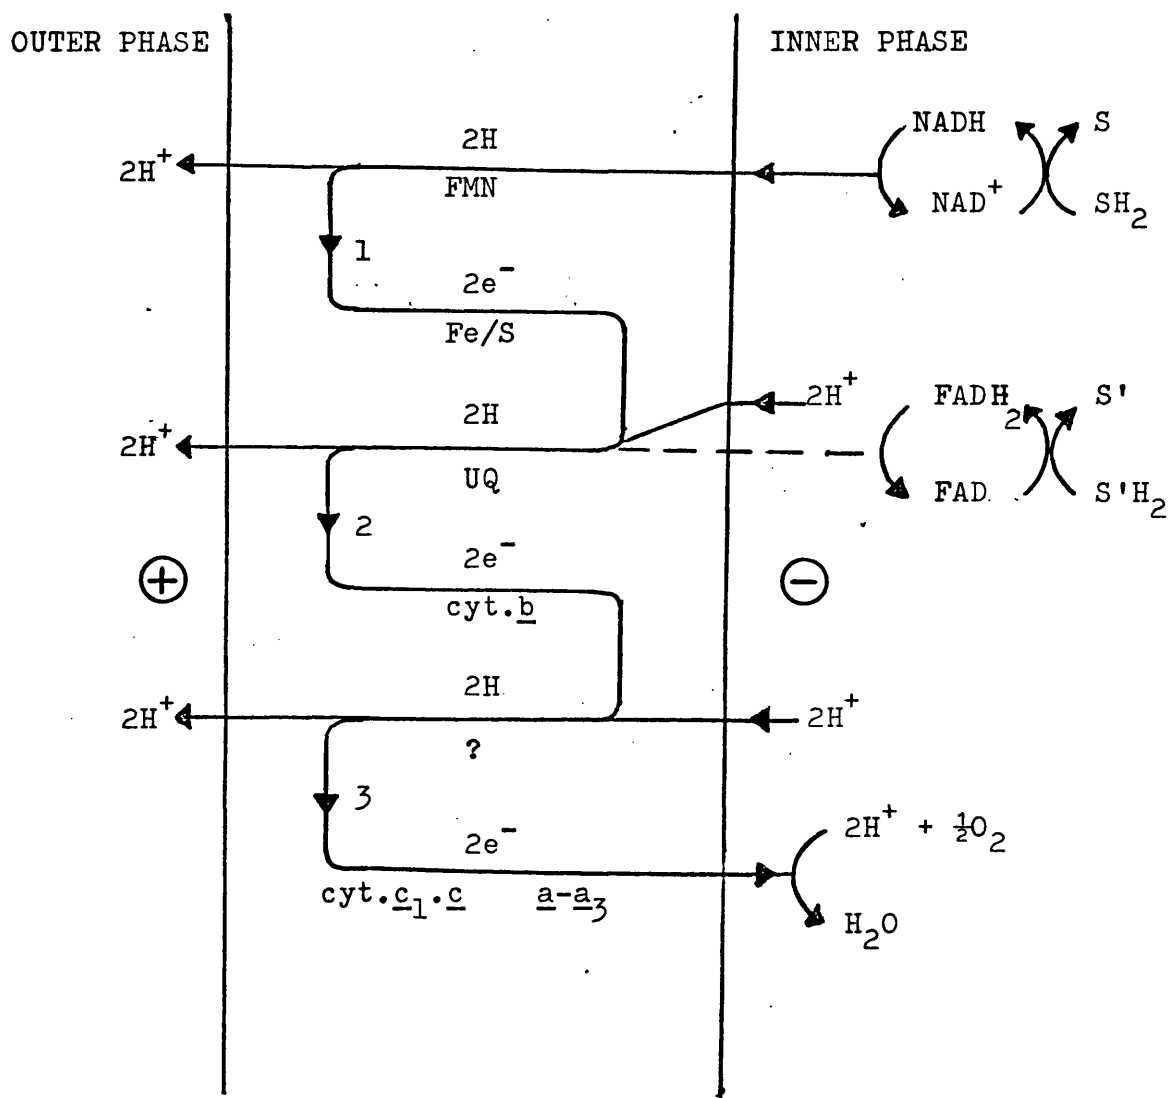 OUTER PHASE
INNER PHASE
2H⁺
2H
FMN
NADH
S
NAD⁺
SH₂
1
2e⁻
Fe/S
2H⁺
2H
UQ
2H⁺
FADH₂
S'
FAD
S'H₂
2
2e⁻
cyt.b
+
−
2H⁺
2H
?
2H⁺
3
2e⁻
cyt.c₁.c
a-a₃
2H⁺ + ½O₂
H₂O